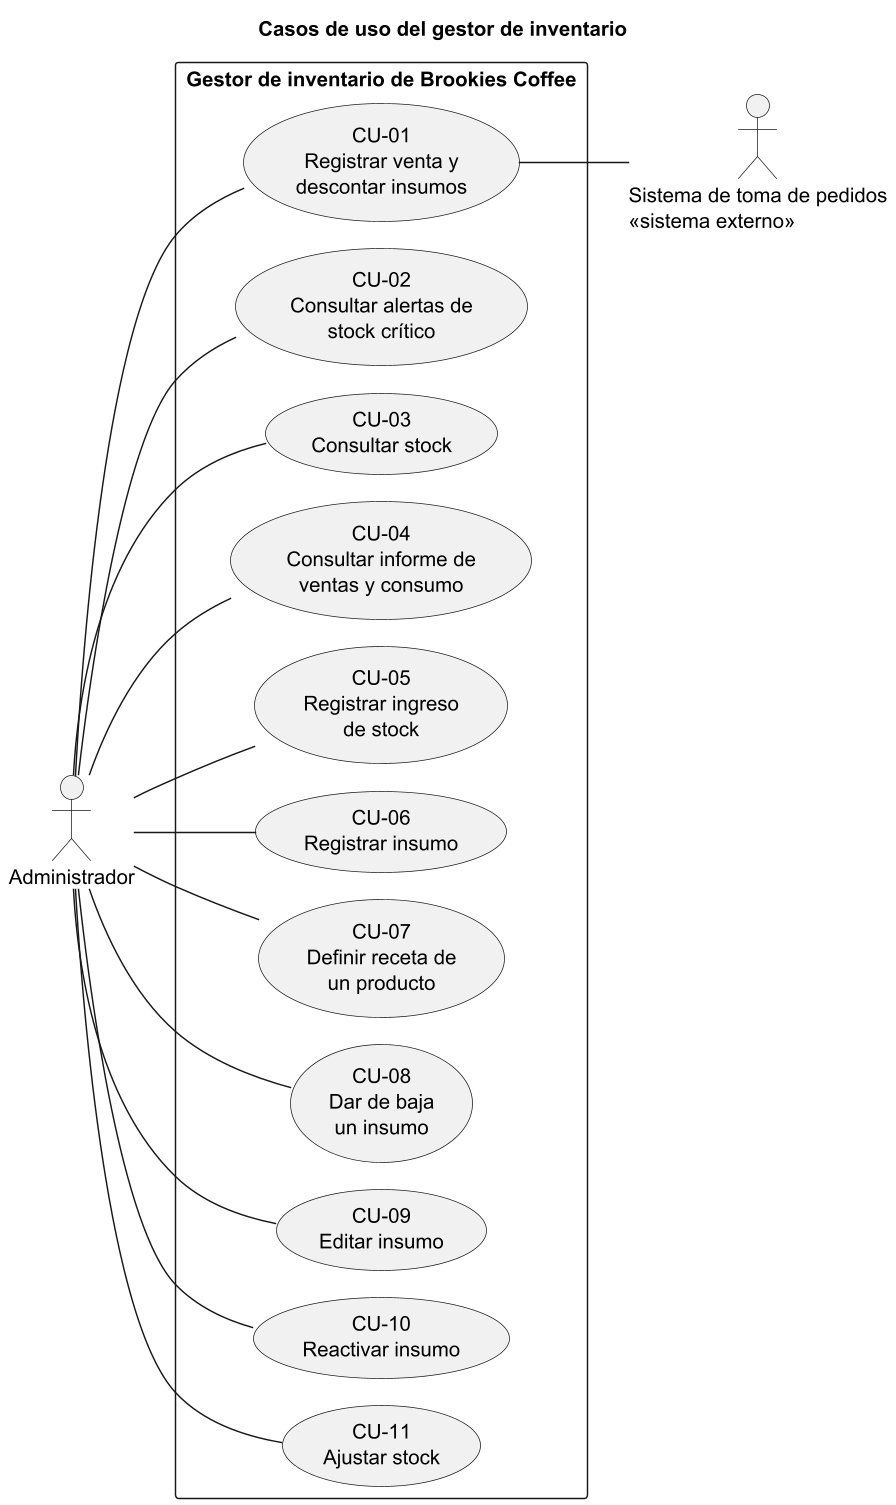 Casos de uso del gestor de inventario
Gestor de inventario de Brookies Coffee
CU-01
Registrar venta y
descontar insumos
Sistema de toma de pedidos
«sistema externo»
CU-02
Consultar alertas de
stock crítico
CU-03
Consultar stock
CU-04
Consultar informe de
ventas y consumo
CU-05
Registrar ingreso
de stock
CU-06
Registrar insumo
Administrador
CU-07
Definir receta de
un producto
CU-08
Dar de baja
un insumo
CU-09
Editar insumo
CU-10
Reactivar insumo
CU-11
Ajustar stock